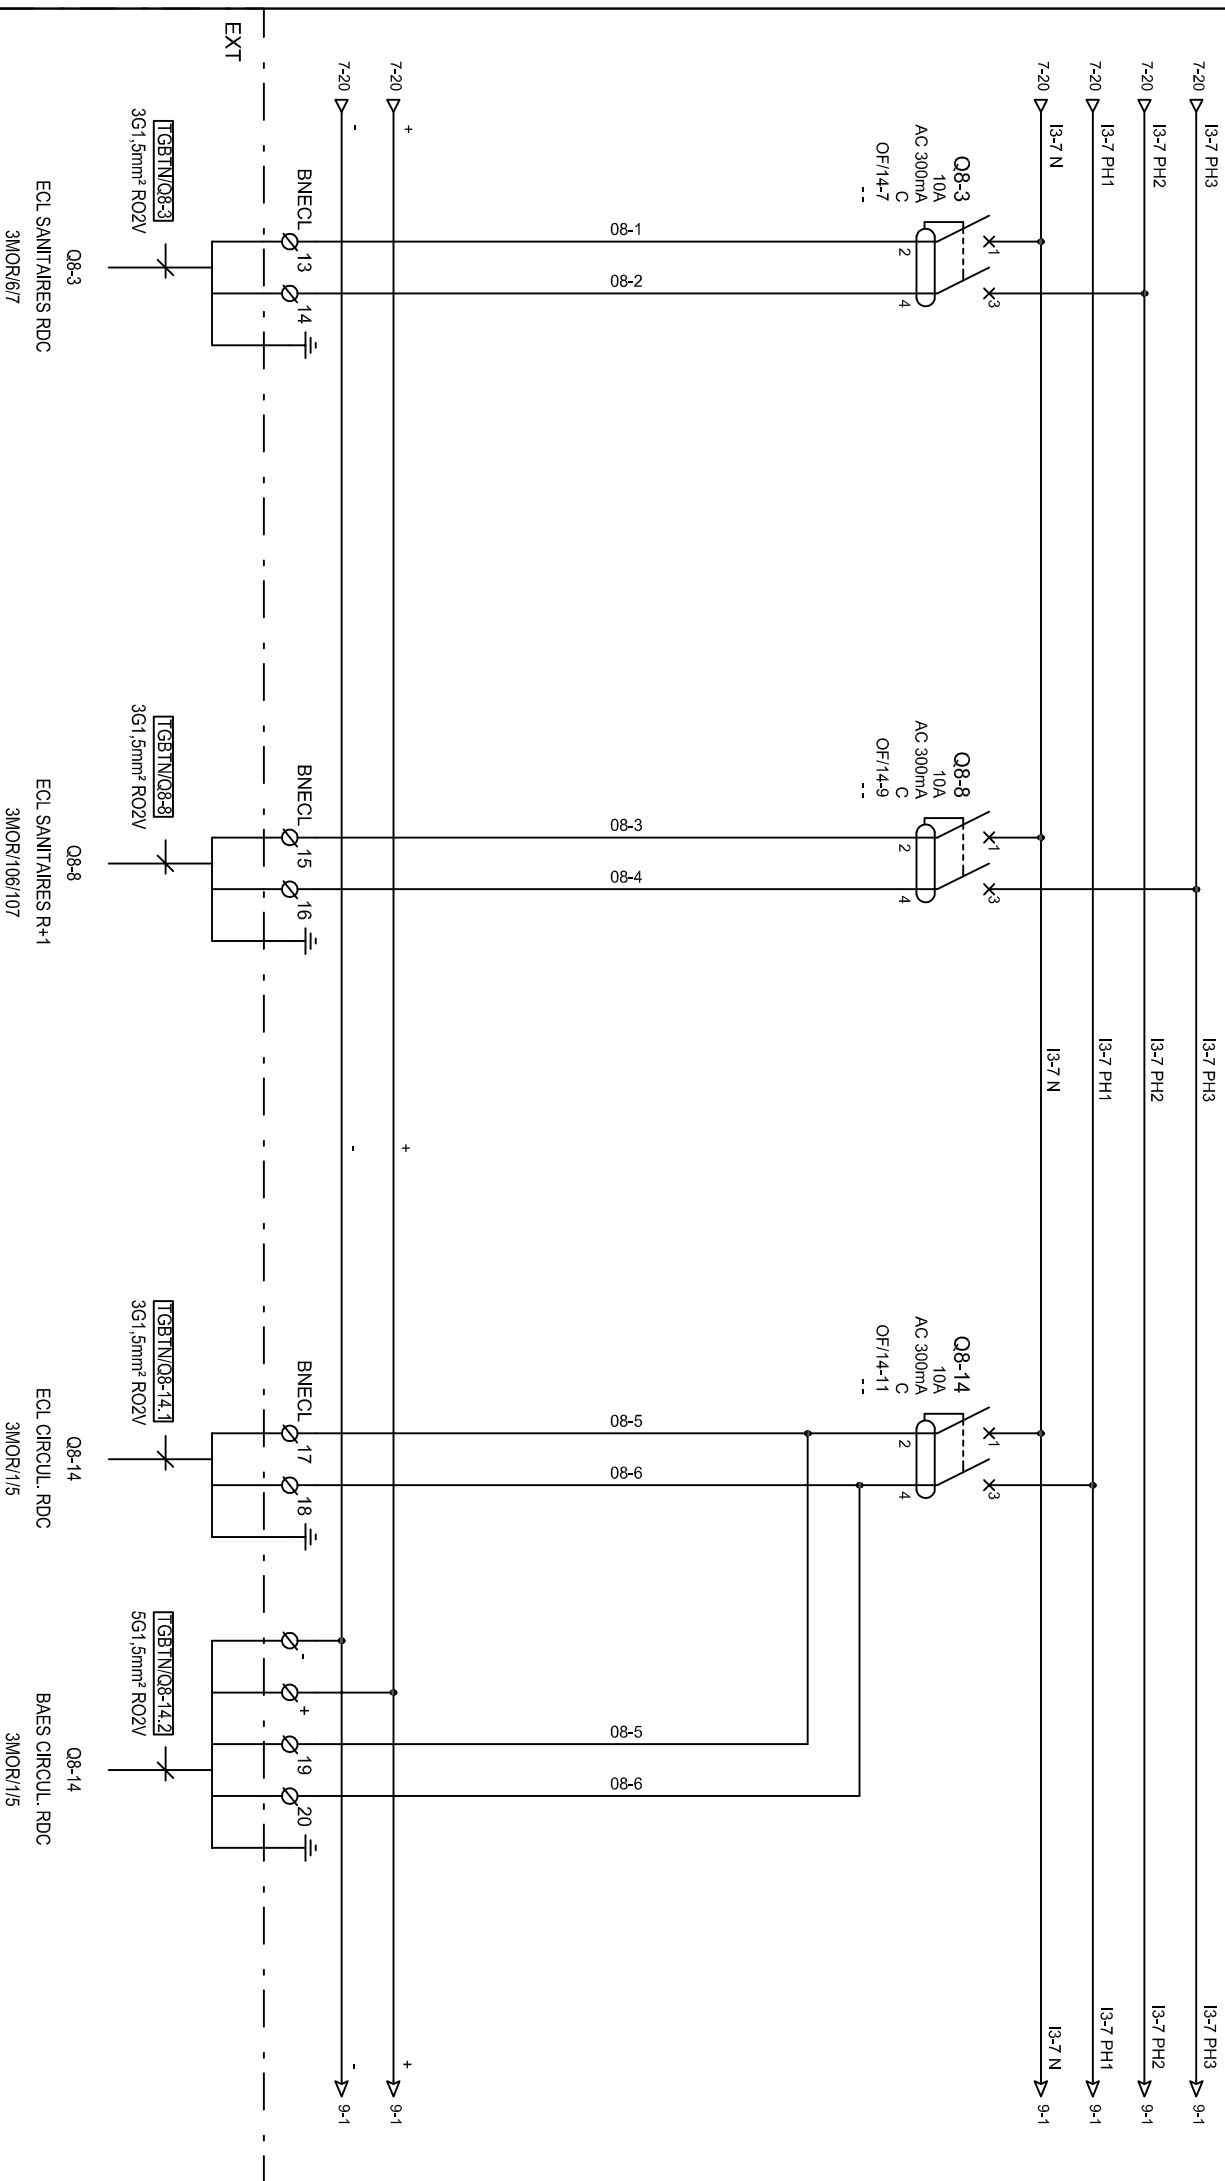 7-20 I3-7 PH3 I3-7 PH3 I3-7 PH3 9-1
7-20 I3-7 PH2 I3-7 PH2 I3-7 PH2 9-1
7-20 I3-7 PH1 I3-7 PH1 I3-7 PH1 9-1
7-20 I3-7 N I3-7 N I3-7 N 9-1
Q8-3
10A
AC 300mA
C
OF/14-7
--
1 3
2 4
Q8-8
10A
AC 300mA
C
OF/14-9
--
1 3
2 4
Q8-14
10A
AC 300mA
C
OF/14-11
--
1 3
2 4
08-1 08-2 08-3 08-4 08-5 08-6 08-5 08-6
7-20 + + + 9-1
7-20 - - - 9-1
BNECL 13 14
BNECL 15 16
BNECL 17 18
- + 19 20
EXT
TGBTN/Q8-3
3G1,5mm² RO2V
TGBTN/Q8-8
3G1,5mm² RO2V
TGBTN/Q8-14.1
3G1,5mm² RO2V
TGBTN/Q8-14.2
5G1,5mm² RO2V
Q8-3
ECL SANITAIRES RDC
3MOR/6/7
Q8-8
ECL SANITAIRES R+1
3MOR/106/107
Q8-14
ECL CIRCUL. RDC
3MOR/1/5
Q8-14
BAES CIRCUL. RDC
3MOR/1/5